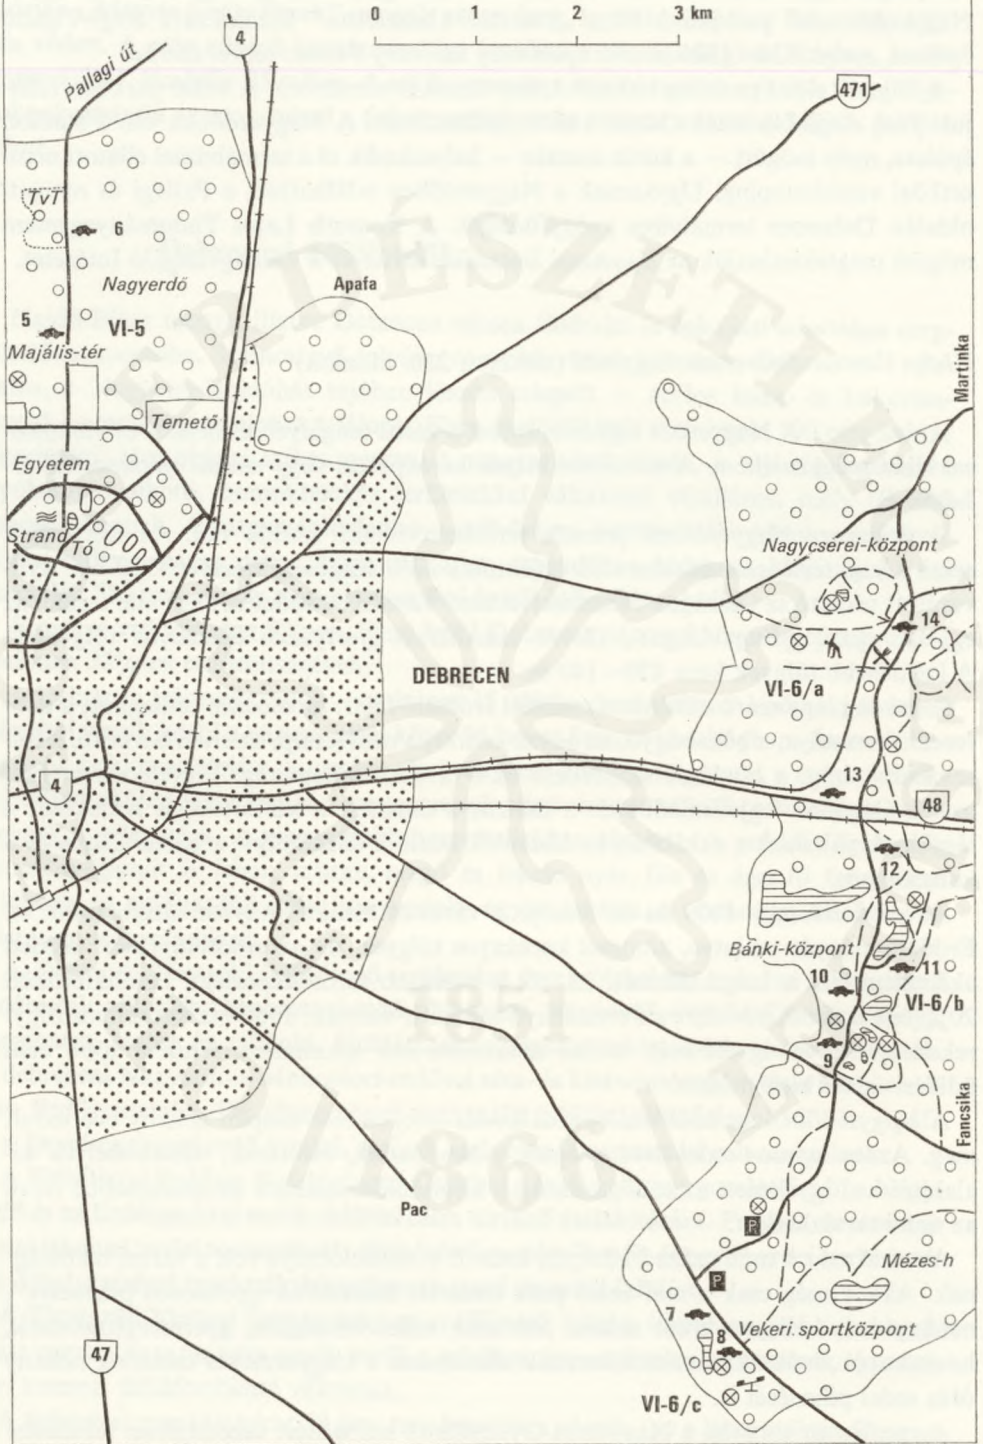 0 1 2 3 km
4
Pallagi út
471
TvT
6
Nagyerdő
Apafa
5
VI-5
Majális-tér
Martinka
Temető
Egyetem
Nagycserei-központ
Strand
Tó
14
DEBRECEN
VI-6/a
13
4
48
12
Bánki-központ
10
11
VI-6/b
1851
9
Fancsika
1866
Pac
P
Mézes-h
P
7
Vekeri. sportközpont
8
47
VI-6/c